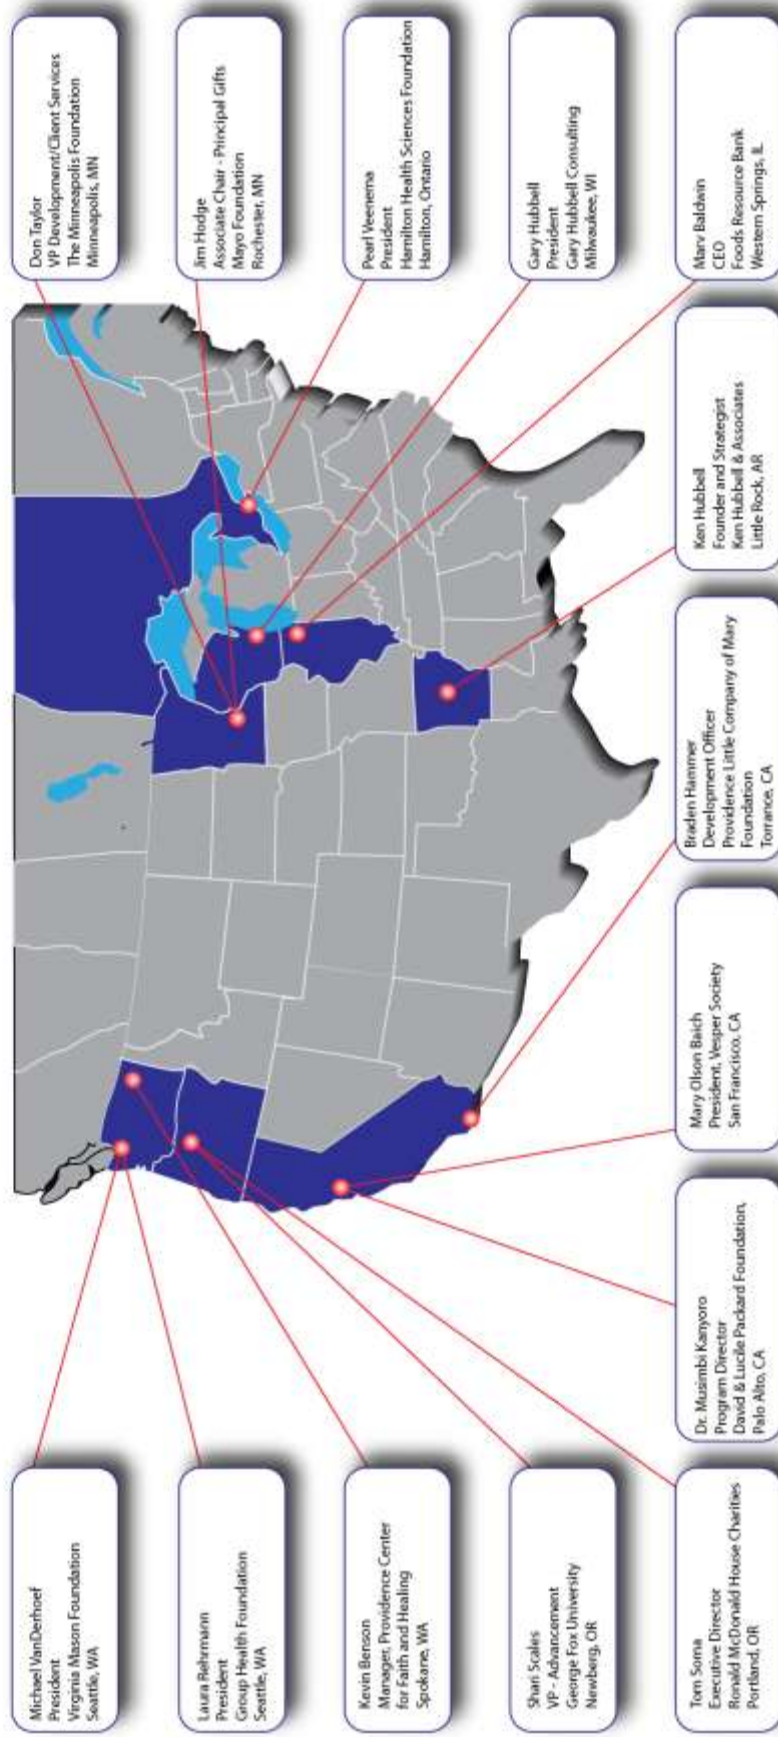 Michael VanDerhoef
President
Virginia Mason Foundation
Seattle, WA
Laura Rehrmann
President
Group Health Foundation
Seattle, WA
Kevin Benson
Manager, Providence Center
for Faith and Healing
Spokane, WA
Shari Scales
VP - Advancement
George Fox University
Newberg, OR
Tom Soma
Executive Director
Ronald McDonald House Charities
Portland, OR
Dr. Musimbi Kanyoro
Program Director
David & Lucile Packard Foundation,
Palo Alto, CA
Mary Olson Baich
President, Vesper Society
San Francisco, CA
Braden Hammer
Development Officer
Providence Little Company of Mary
Foundation
Torrance, CA
Ken Hubbell
Founder and Strategist
Ken Hubbell & Associates
Little Rock, AR
Don Taylor
VP Development/Client Services
The Minneapolis Foundation
Minneapolis, MN
Jim Hodge
Associate Chair - Principal Gifts
Mayo Foundation
Rochester, MN
Pearl Veenema
President
Hamilton Health Sciences Foundation
Hamilton, Ontario
Gary Hubbell
President
Gary Hubbell Consulting
Milwaukee, WI
Marv Baldwin
CEO
Foods Resource Bank
Western Springs, IL